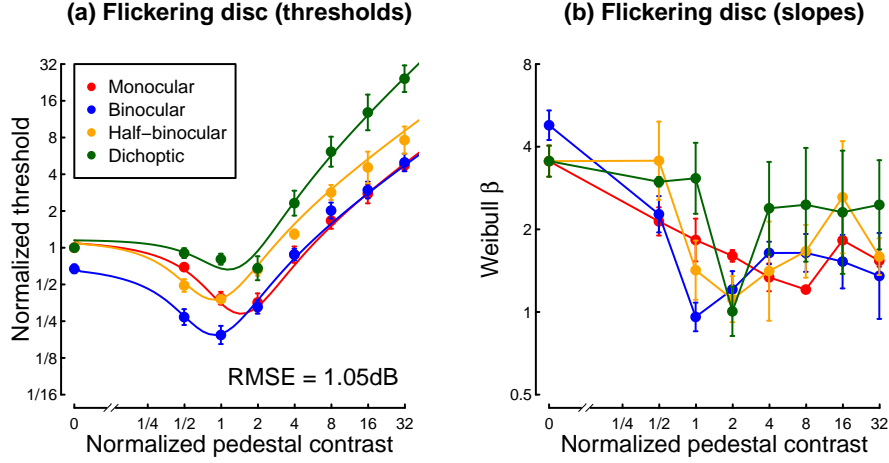 (a) Flickering disc (thresholds)
Normalized threshold
32
16
8
4
2
1
1/2
1/4
1/8
1/16
Monocular
Binocular
Half−binocular
Dichoptic
RMSE = 1.05dB
0 1/4 1/2 1 2 4 8 16 32
Normalized pedestal contrast
(b) Flickering disc (slopes)
Weibull β
8
4
2
1
0.5
0 1/4 1/2 1 2 4 8 16 32
Normalized pedestal contrast